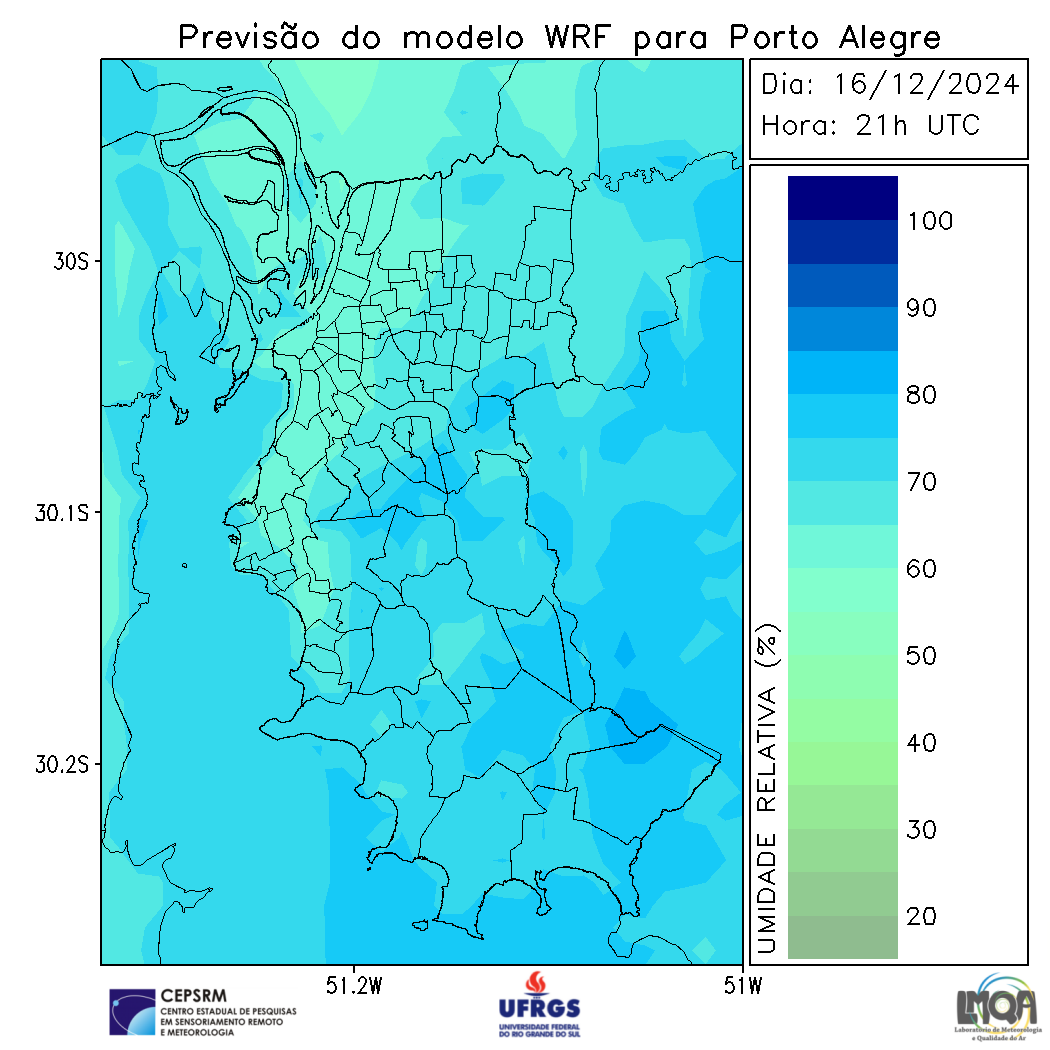 Previsão do modelo WRF para Porto Alegre
Dia: 16/12/2024
Hora: 21h UTC
30S
30.1S
30.2S
51.2W
51W
UMIDADE RELATIVA (%)
100
90
80
70
60
50
40
30
20
CEPSRM
CENTRO ESTADUAL DE PESQUISAS
EM SENSORIAMENTO REMOTO
E METEOROLOGIA
UFRGS
UNIVERSIDADE FEDERAL
DO RIO GRANDE DO SUL
LMQA
Laboratório de Meteorologia
e Qualidade do Ar